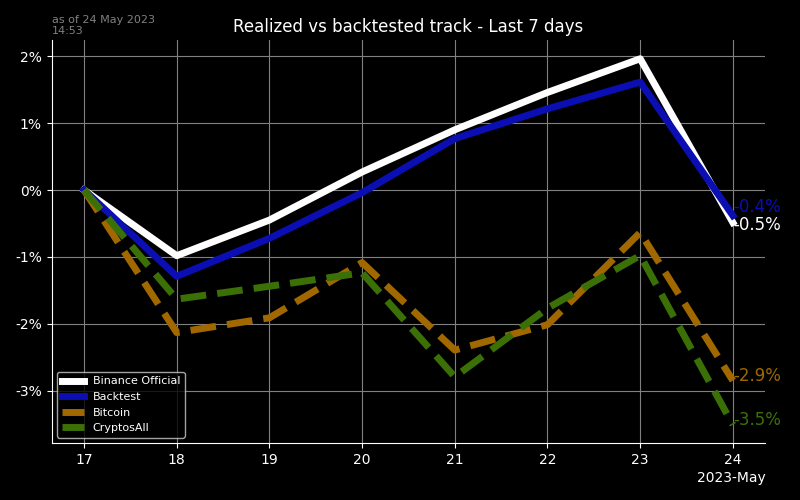 as of 24 May 2023
14:53
Realized vs backtested track - Last 7 days
2%
1%
0%
-1%
-2%
-3%
-0.4%
-0.5%
-2.9%
-3.5%
Binance Official
Backtest
Bitcoin
CryptosAll
17 18 19 20 21 22 23 24
2023-May